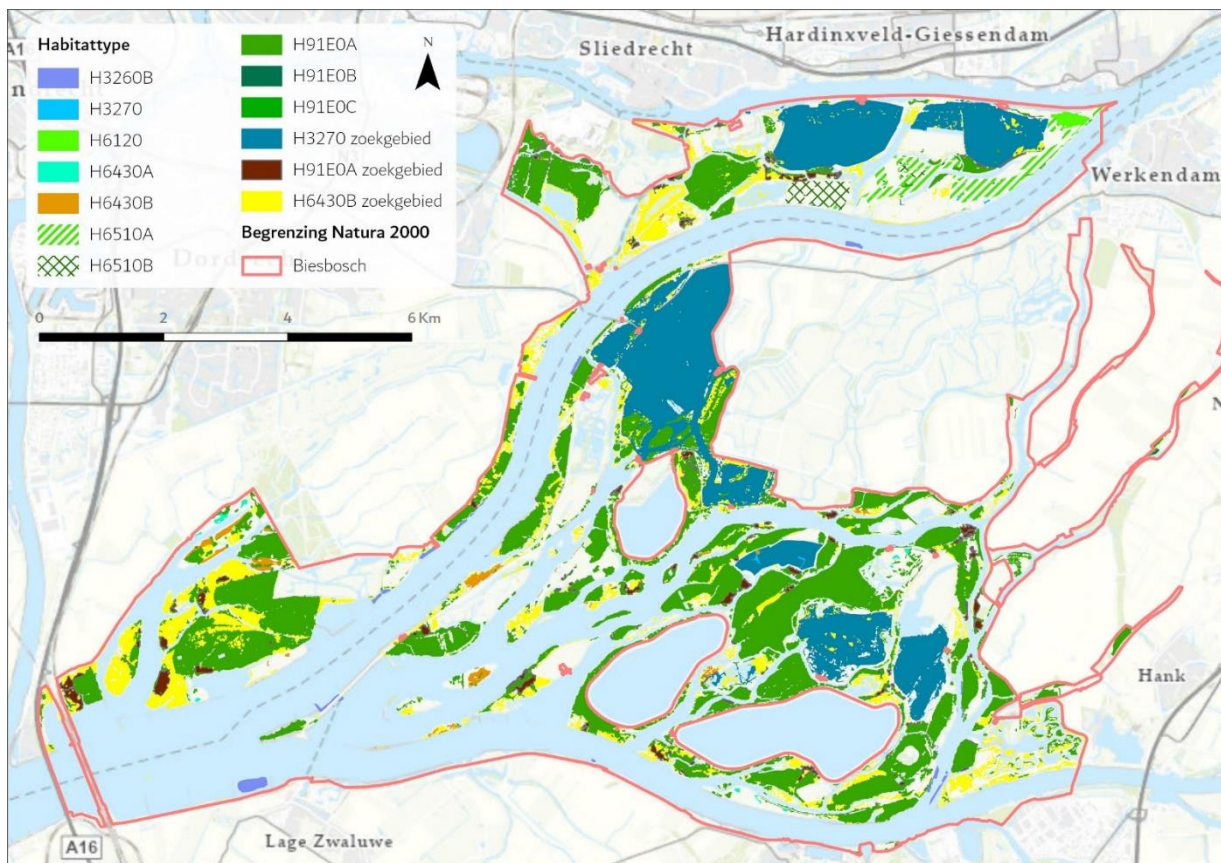 Habitattype
H3260B
H3270
H6120
H6430A
H6430B
H6510A
H6510B
H91E0A
H91E0B
H91E0C
H3270 zoekgebied
H91E0A zoekgebied
H6430B zoekgebied
Begrenzing Natura 2000
Biesbosch
N
0 2 4 6 Km
Sliedrecht
Hardinxveld-Giessendam
Werkendam
Dordrecht
Hank
Lage Zwaluwe
A16